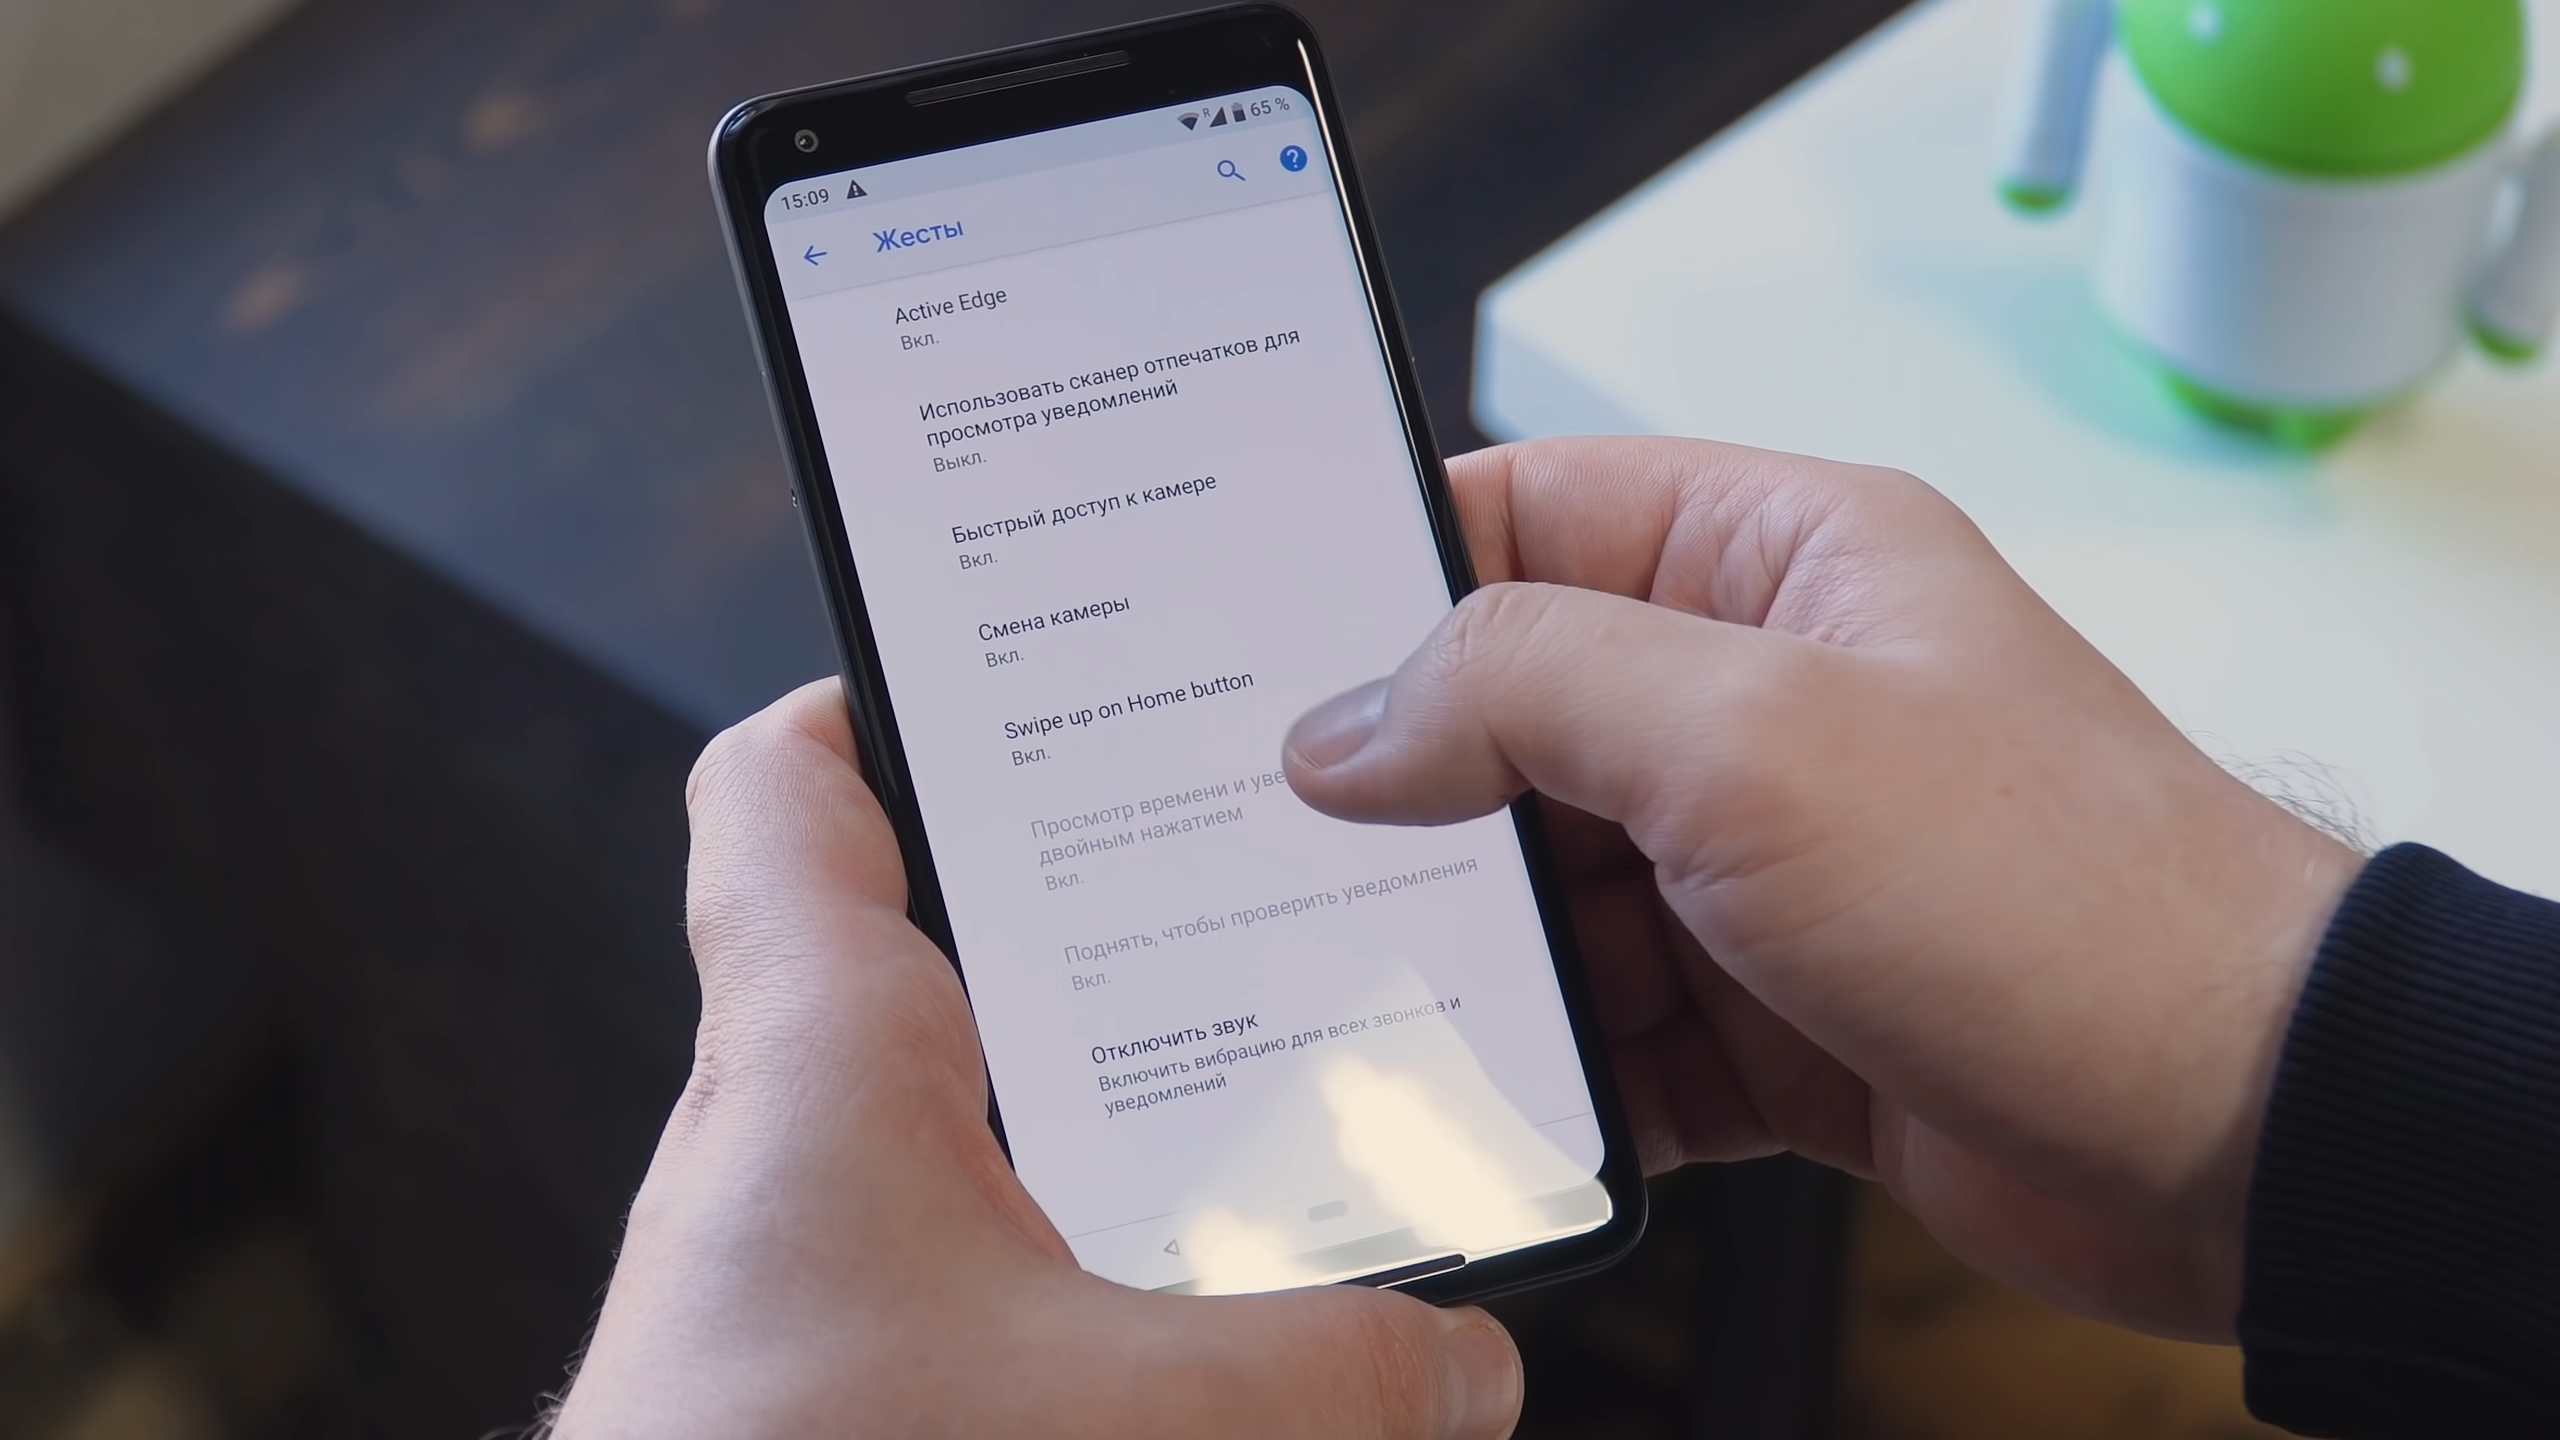 15:09
R 65 %
Жесты
Active Edge
Вкл.
Использовать сканер отпечатков для
просмотра уведомлений
Выкл.
Быстрый доступ к камере
Вкл.
Смена камеры
Вкл.
Swipe up on Home button
Вкл.
Просмотр времени и
двойным нажатием
Вкл.
Поднять, чтобы проверить уведомления
Вкл.
Отключить звук
Включить вибрацию для всех звонков и
уведомлений